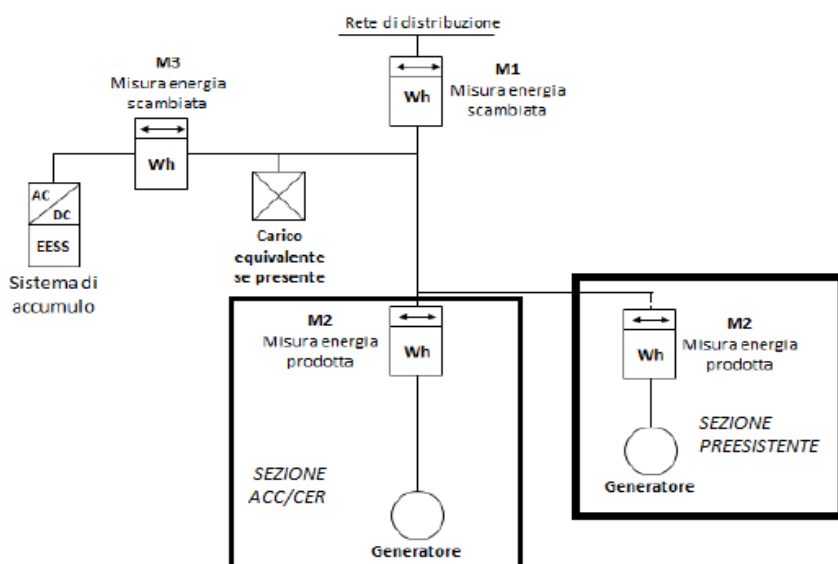 Rete di distribuzione
M3
Misura energia
scambiata
Wh
M1
Misura energia
scambiata
Wh
AC
DC
EESS
Sistema di
accumulo
Carico
equivalente
se presente
M2
Misura energia
prodotta
Wh
SEZIONE
ACC/CER
Generatore
M2
Misura energia
prodotta
Wh
SEZIONE
PREESISTENTE
Generatore